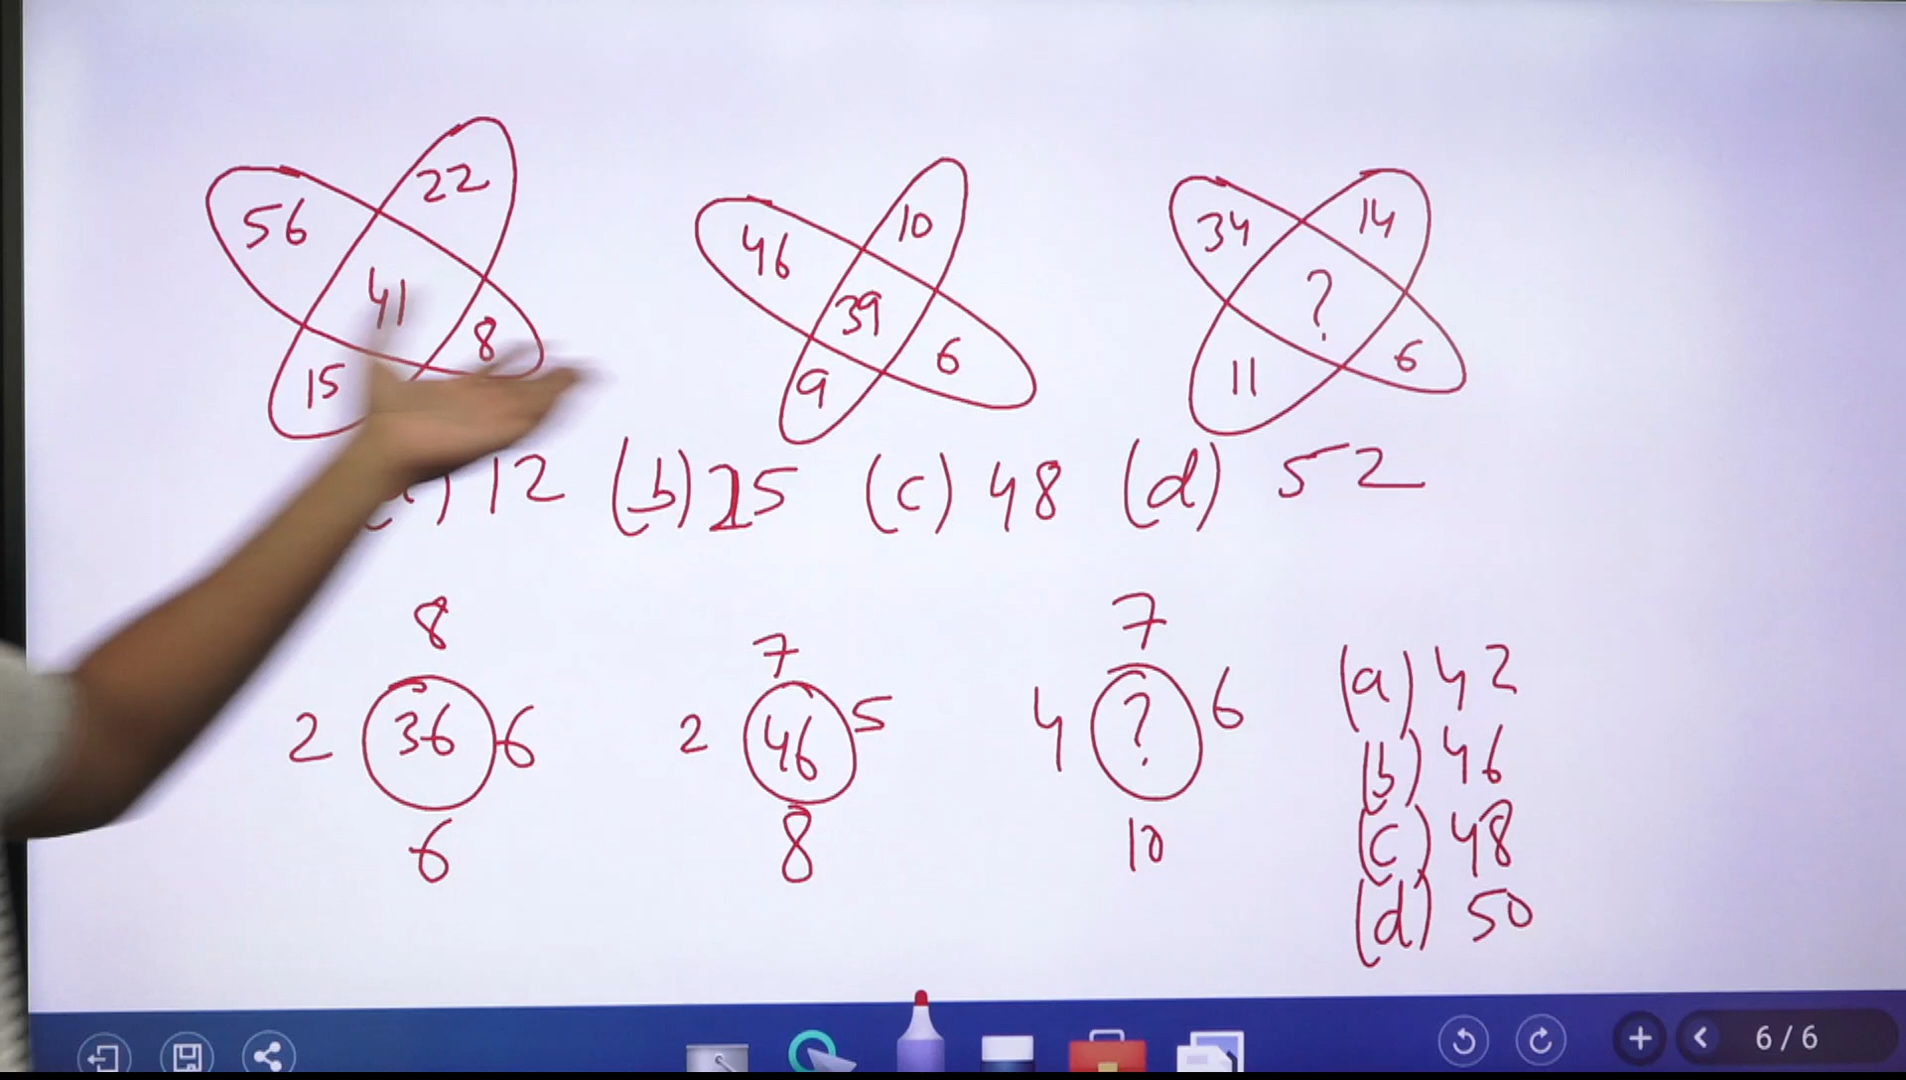 56 22 41 15 8
46 10 39 9 6
34 14 ? 11 6
12 (b) 25 (c) 48 (d) 52
8
2 36 6
6
7
2 46 5
8
7
4 ? 6
10
(a) 42
(b) 46
(c) 48
(d) 50
6 / 6